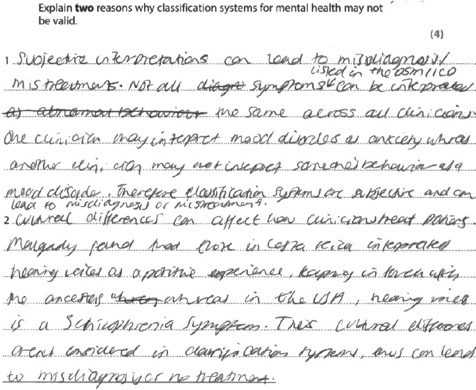 Explain two reasons why classification systems for mental health may not
be valid.
(4)
1 Subjective interpretations can lead to misdiagnosis/
listed in the dsm/ICD
mistreatments. Not all symptoms can be interpreted
as abnormal behaviour the same across all clinicians
One clinician may interpret mood disorder as anxiety whereas
another clinician may not interpret someone's behaviour as a
mood disorder. Therefore classification systems are subjective and can
lead to misdiagnosis or mistreatment.
2 Cultural differences can affect how clinicians treat patients.
Malgady found that those in Costa Rica interpreted
hearing voices as a positive experience, keeping in touch with
the ancestors whereas in the USA, hearing voices
is a schizophrenia symptom. Thus cultural differences
arent considered in classification systems, thus can lead
to misdiagnosis or no treatment.